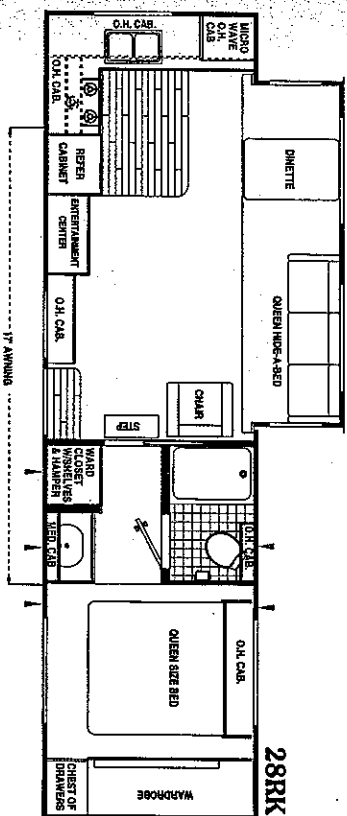 MICRO
WAVE
O.H.
CAB
O.H. CAB.
O.H. CAB.
REFER
CABINET
ENTERTAINMENT
CENTER
O.H. CAB.
17' AWNING
DINETTE
QUEEN HIDE-A-BED
CHAIR
STEP
WARD
CLOSET
W/SHELVES
& HAMPER
MED. CAB
O.H. CAB.
QUEEN SIZE BED
O.H. CAB.
WARDROBE
CHEST OF
DRAWERS
28RK